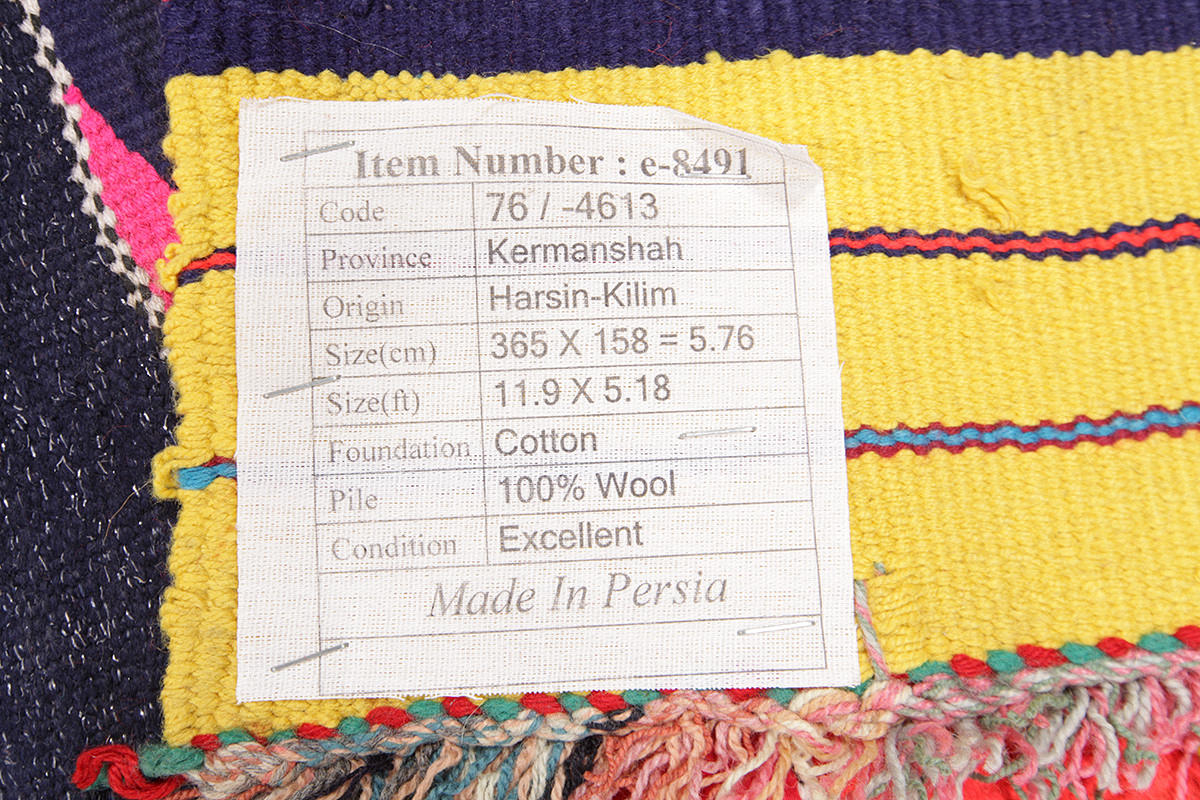 Item Number : e-8491
Code 76 / -4613
Province Kermanshah
Origin Harsin-Kilim
Size(cm) 365 X 158 = 5.76
Size(ft) 11.9 X 5.18
Foundation Cotton
Pile 100% Wool
Condition Excellent
Made In Persia